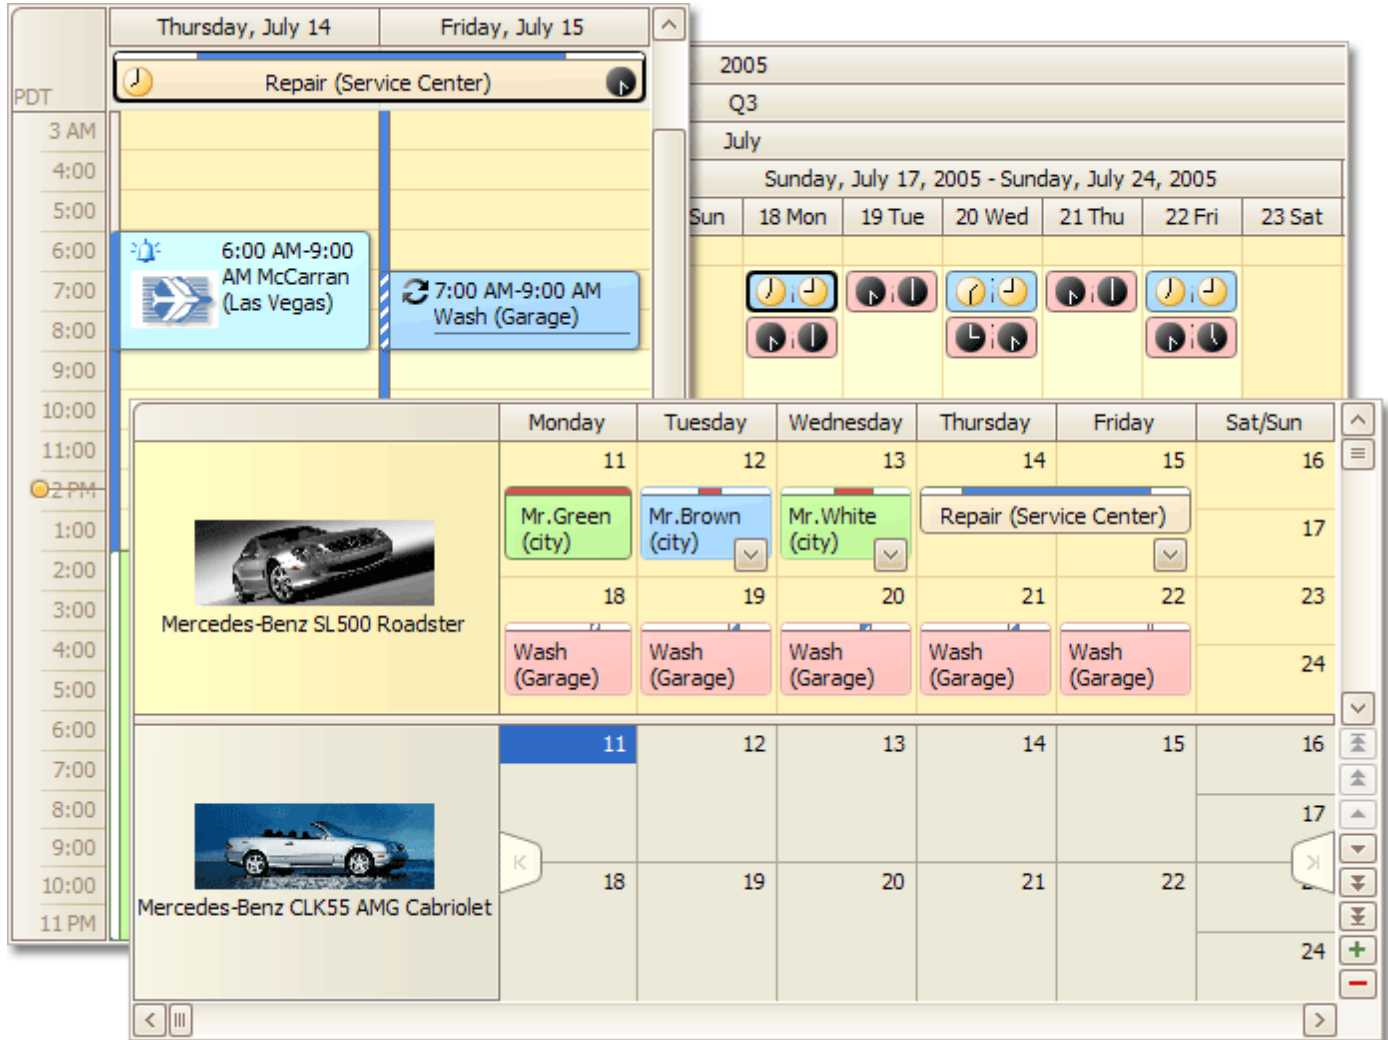 Thursday, July 14
Friday, July 15
PDT
Repair (Service Center)
3 AM
4:00
5:00
6:00
7:00
8:00
9:00
10:00
11:00
2 PM
1:00
2:00
3:00
4:00
5:00
6:00
7:00
8:00
9:00
10:00
11 PM
6:00 AM-9:00
AM McCarran
(Las Vegas)
7:00 AM-9:00 AM
Wash (Garage)
2005
Q3
July
Sunday, July 17, 2005 - Sunday, July 24, 2005
Sun 18 Mon 19 Tue 20 Wed 21 Thu 22 Fri 23 Sat
Monday Tuesday Wednesday Thursday Friday Sat/Sun
11 12 13 14 15 16
Mr.Green
(city)
Mr.Brown
(city)
Mr.White
(city)
Repair (Service Center)
17
18 19 20 21 22 23
Mercedes-Benz SL500 Roadster
Wash
(Garage)
Wash
(Garage)
Wash
(Garage)
Wash
(Garage)
Wash
(Garage)
24
11 12 13 14 15 16
17
18 19 20 21 22
Mercedes-Benz CLK55 AMG Cabriolet
24